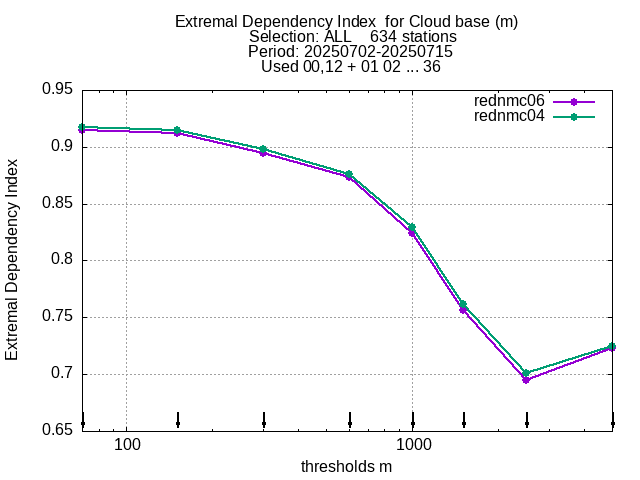 Extremal Dependency Index  for Cloud base (m)
Selection: ALL    634 stations
Period: 20250702-20250715
Used 00,12 + 01 02 ... 36
rednmc06
rednmc04
0.95
0.9
0.85
0.8
0.75
0.7
0.65
Extremal Dependency Index
100
1000
thresholds m